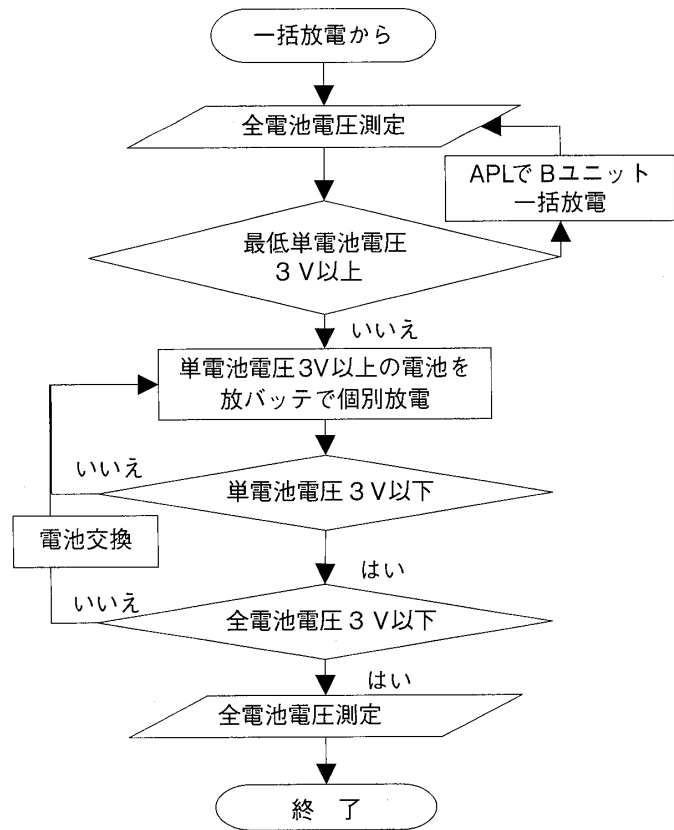 一括放電から
全電池電圧測定
APLでBユニット
一括放電
最低単電池電圧
3V以上
いいえ
単電池電圧3V以上の電池を
放バッテで個別放電
いいえ
単電池電圧3V以下
電池交換
はい
いいえ
全電池電圧3V以下
はい
全電池電圧測定
終了